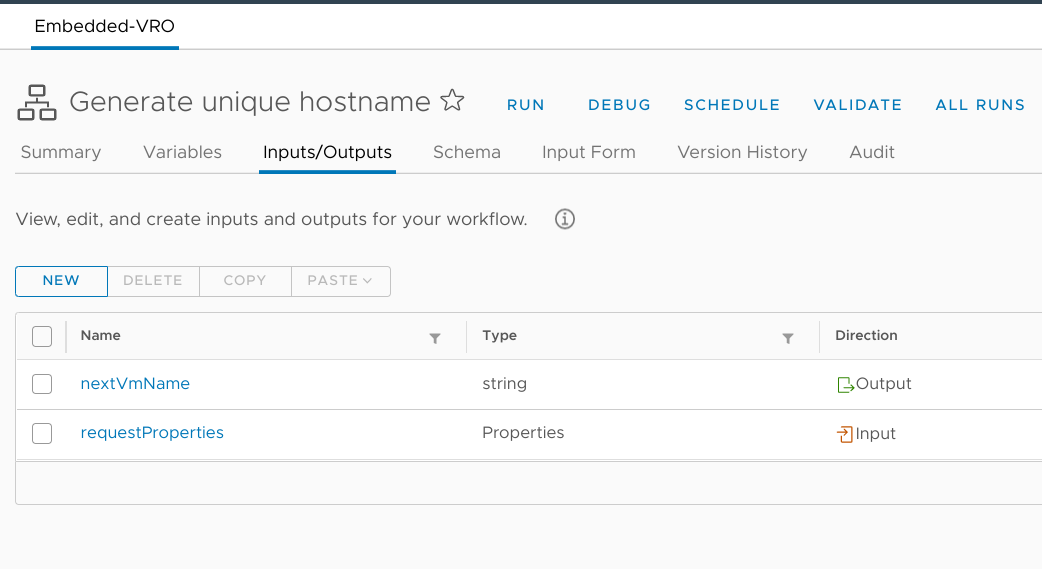 Embedded-VRO
Generate unique hostname RUN DEBUG SCHEDULE VALIDATE ALL RUNS
Summary Variables Inputs/Outputs Schema Input Form Version History Audit
View, edit, and create inputs and outputs for your workflow.
NEW DELETE COPY PASTE
Name Type Direction
nextVmName string Output
requestProperties Properties Input